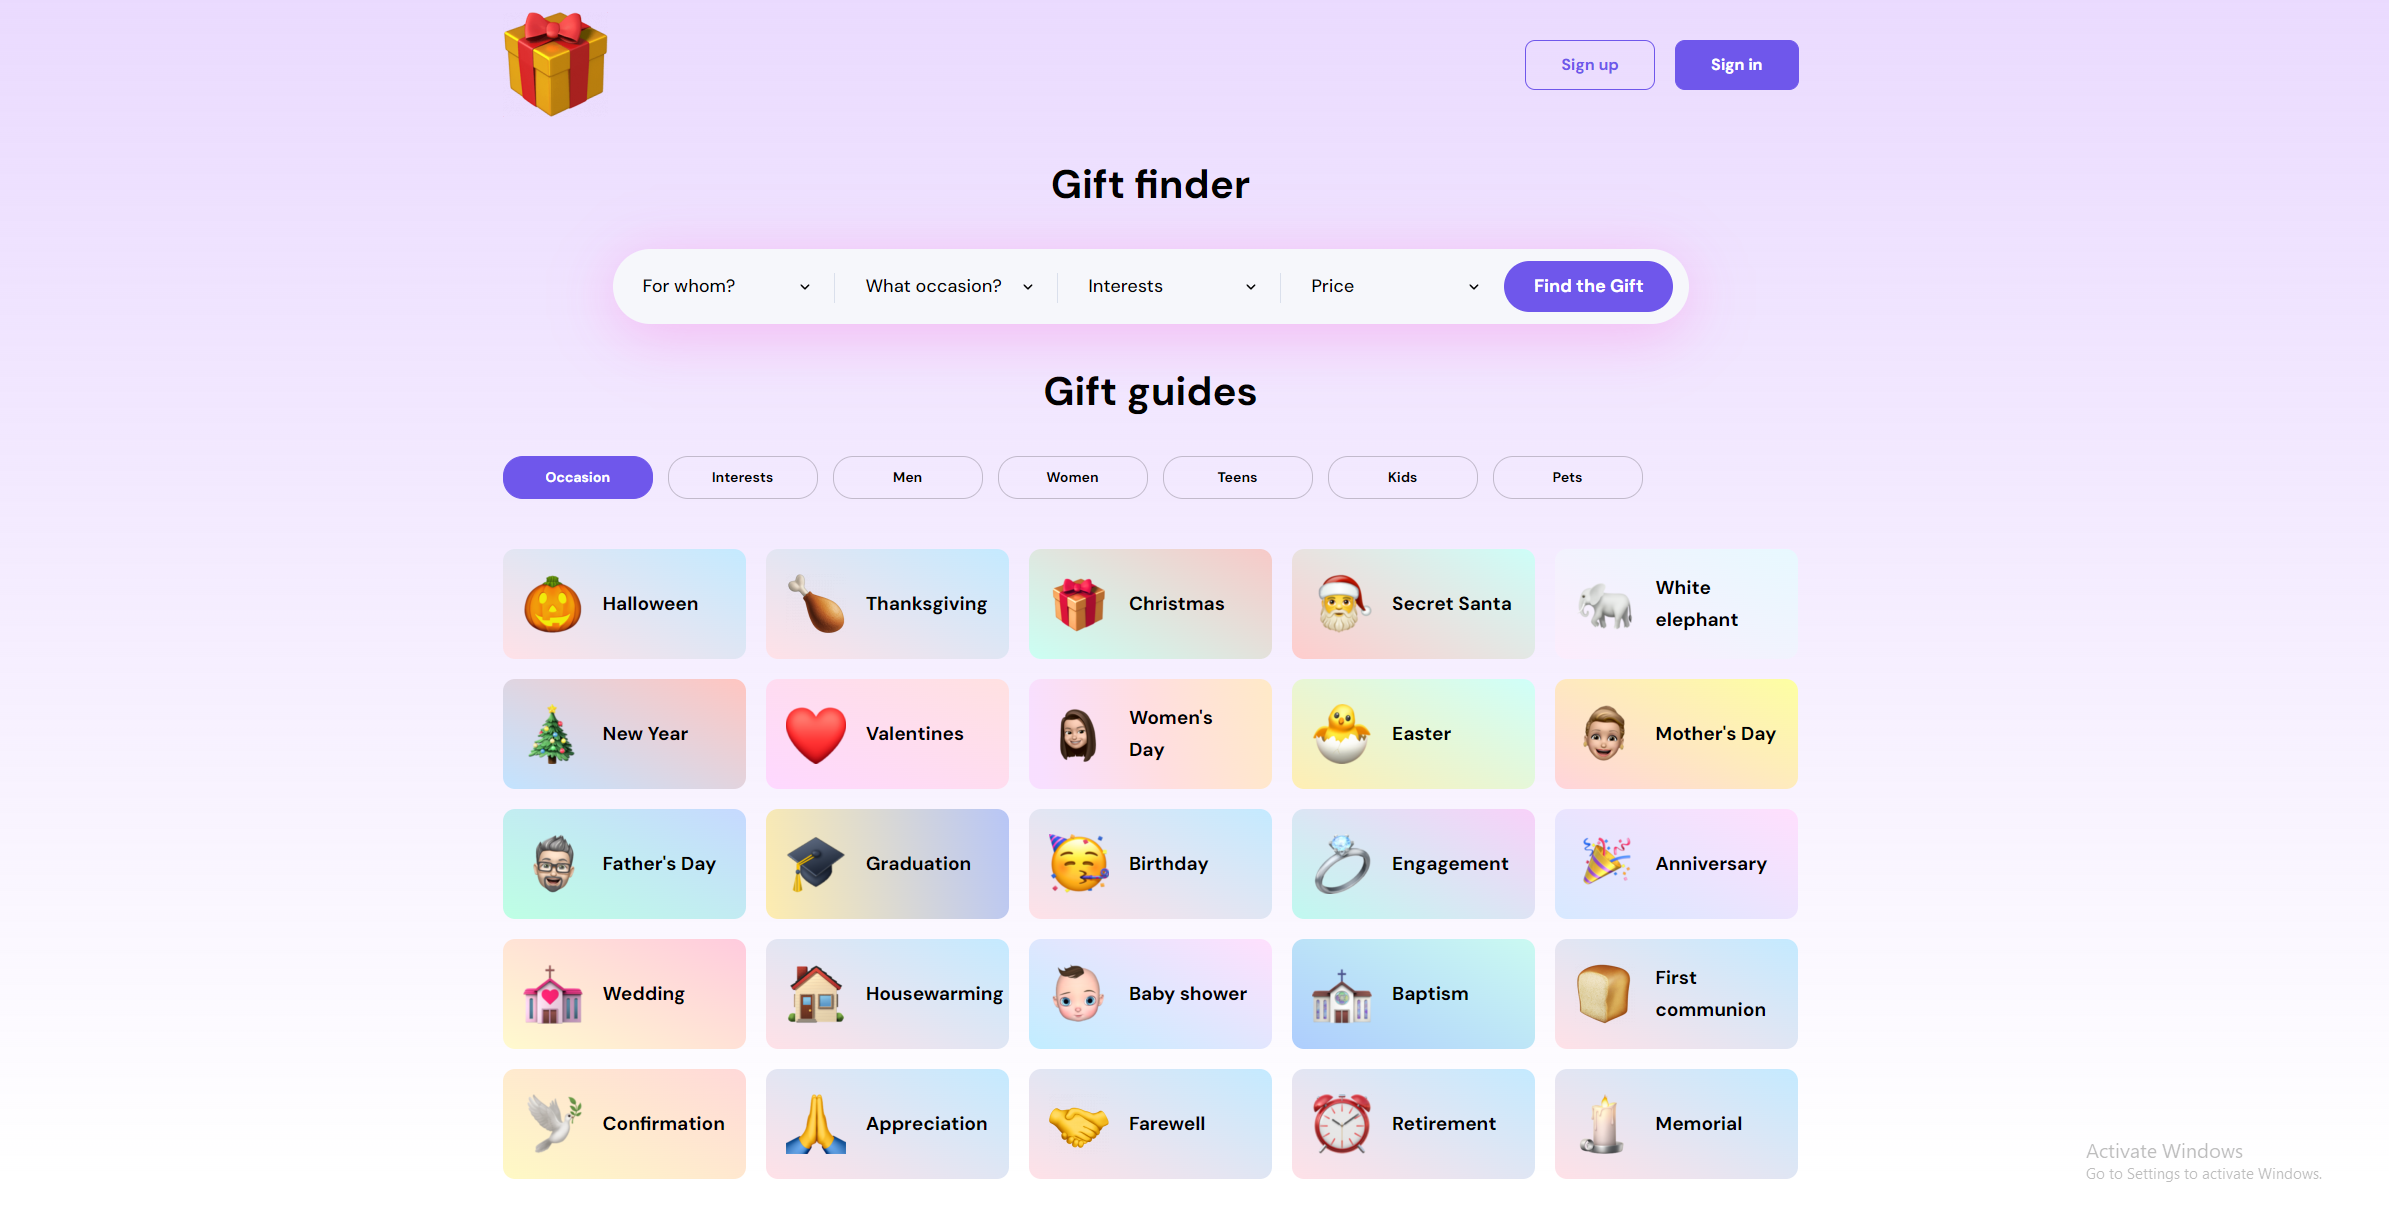 Sign up
Sign in
Gift finder
For whom?
What occasion?
Interests
Price
Find the Gift
Gift guides
Occasion
Interests
Men
Women
Teens
Kids
Pets
Halloween
Thanksgiving
Christmas
Secret Santa
White
elephant
New Year
Valentines
Women's
Day
Easter
Mother's Day
Father's Day
Graduation
Birthday
Engagement
Anniversary
Wedding
Housewarming
Baby shower
Baptism
First
communion
Confirmation
Appreciation
Farewell
Retirement
Memorial
Activate Windows
Go to Settings to activate Windows.